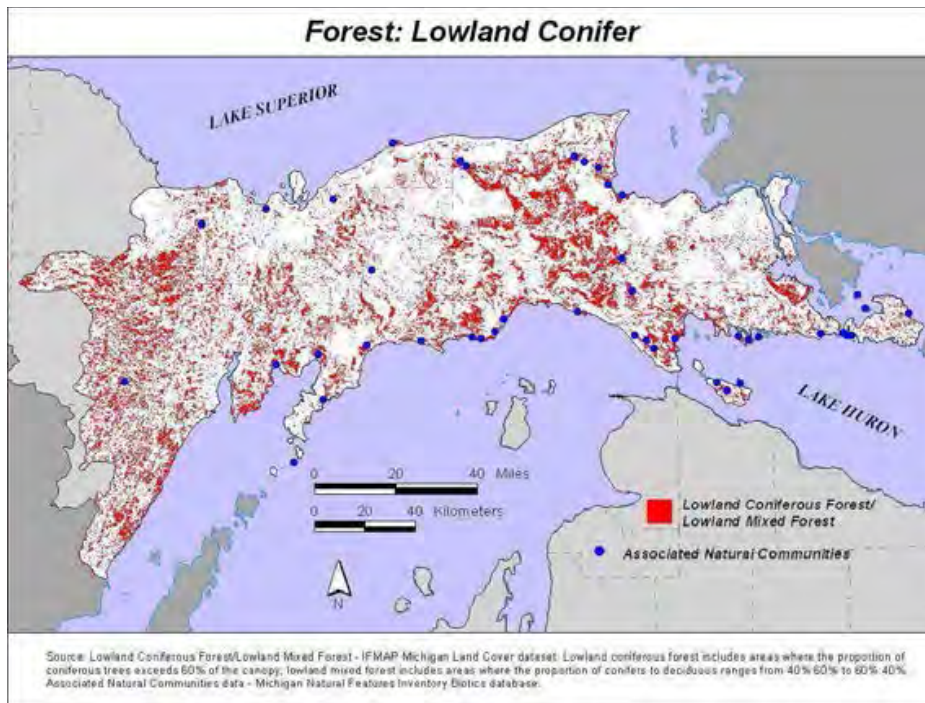 Forest: Lowland Conifer
LAKE SUPERIOR
LAKE HURON
0 20 40 Miles
0 20 40 Kilometers
N
Lowland Coniferous Forest/
Lowland Mixed Forest
Associated Natural Communities
Source: Lowland Coniferous Forest/Lowland Mixed Forest - IFMAP Michigan Land Cover dataset. Lowland coniferous forest includes areas where the proportion of
coniferous trees exceeds 60% of the canopy; lowland mixed forest includes areas where the proportion of conifers to deciduous ranges from 40%:60% to 60%:40%.
Associated Natural Communities data - Michigan Natural Features Inventory Biotics database.